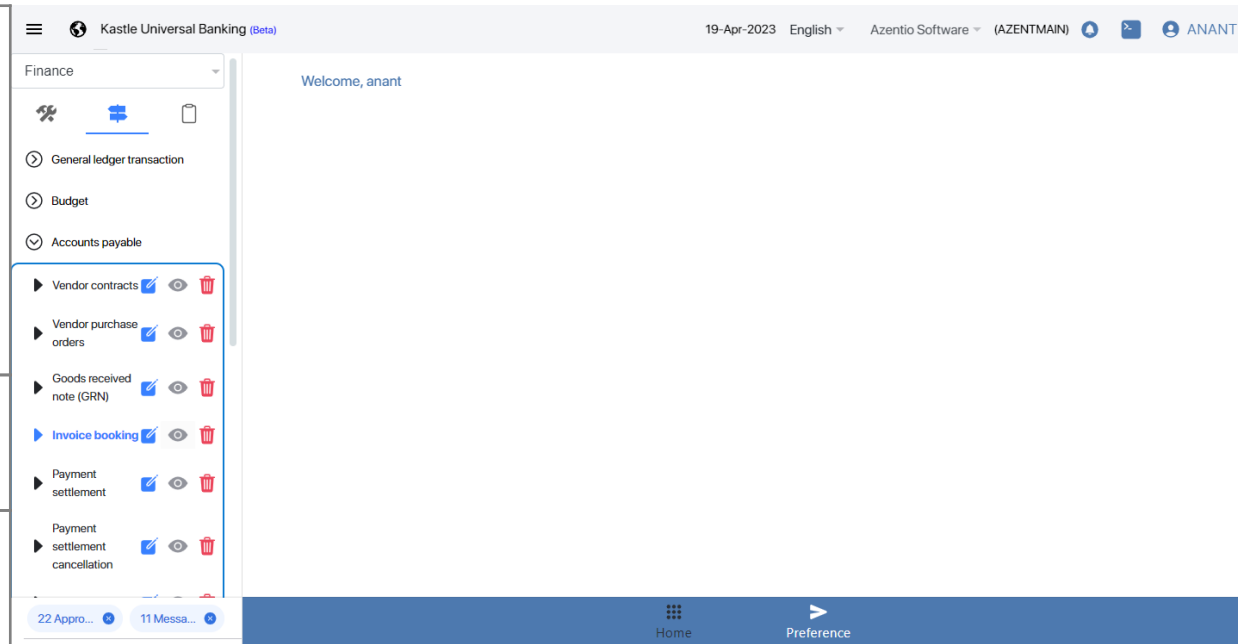 Kastle Universal Banking (Beta)
19-Apr-2023 English Azentio Software (AZENTMAIN) ANANT
Finance
Welcome, anant
General ledger transaction
Budget
Accounts payable
Vendor contracts
Vendor purchase
orders
Goods received
note (GRN)
Invoice booking
Payment
settlement
Payment
settlement
cancellation
22 Appro... 11 Messa...
Home Preference